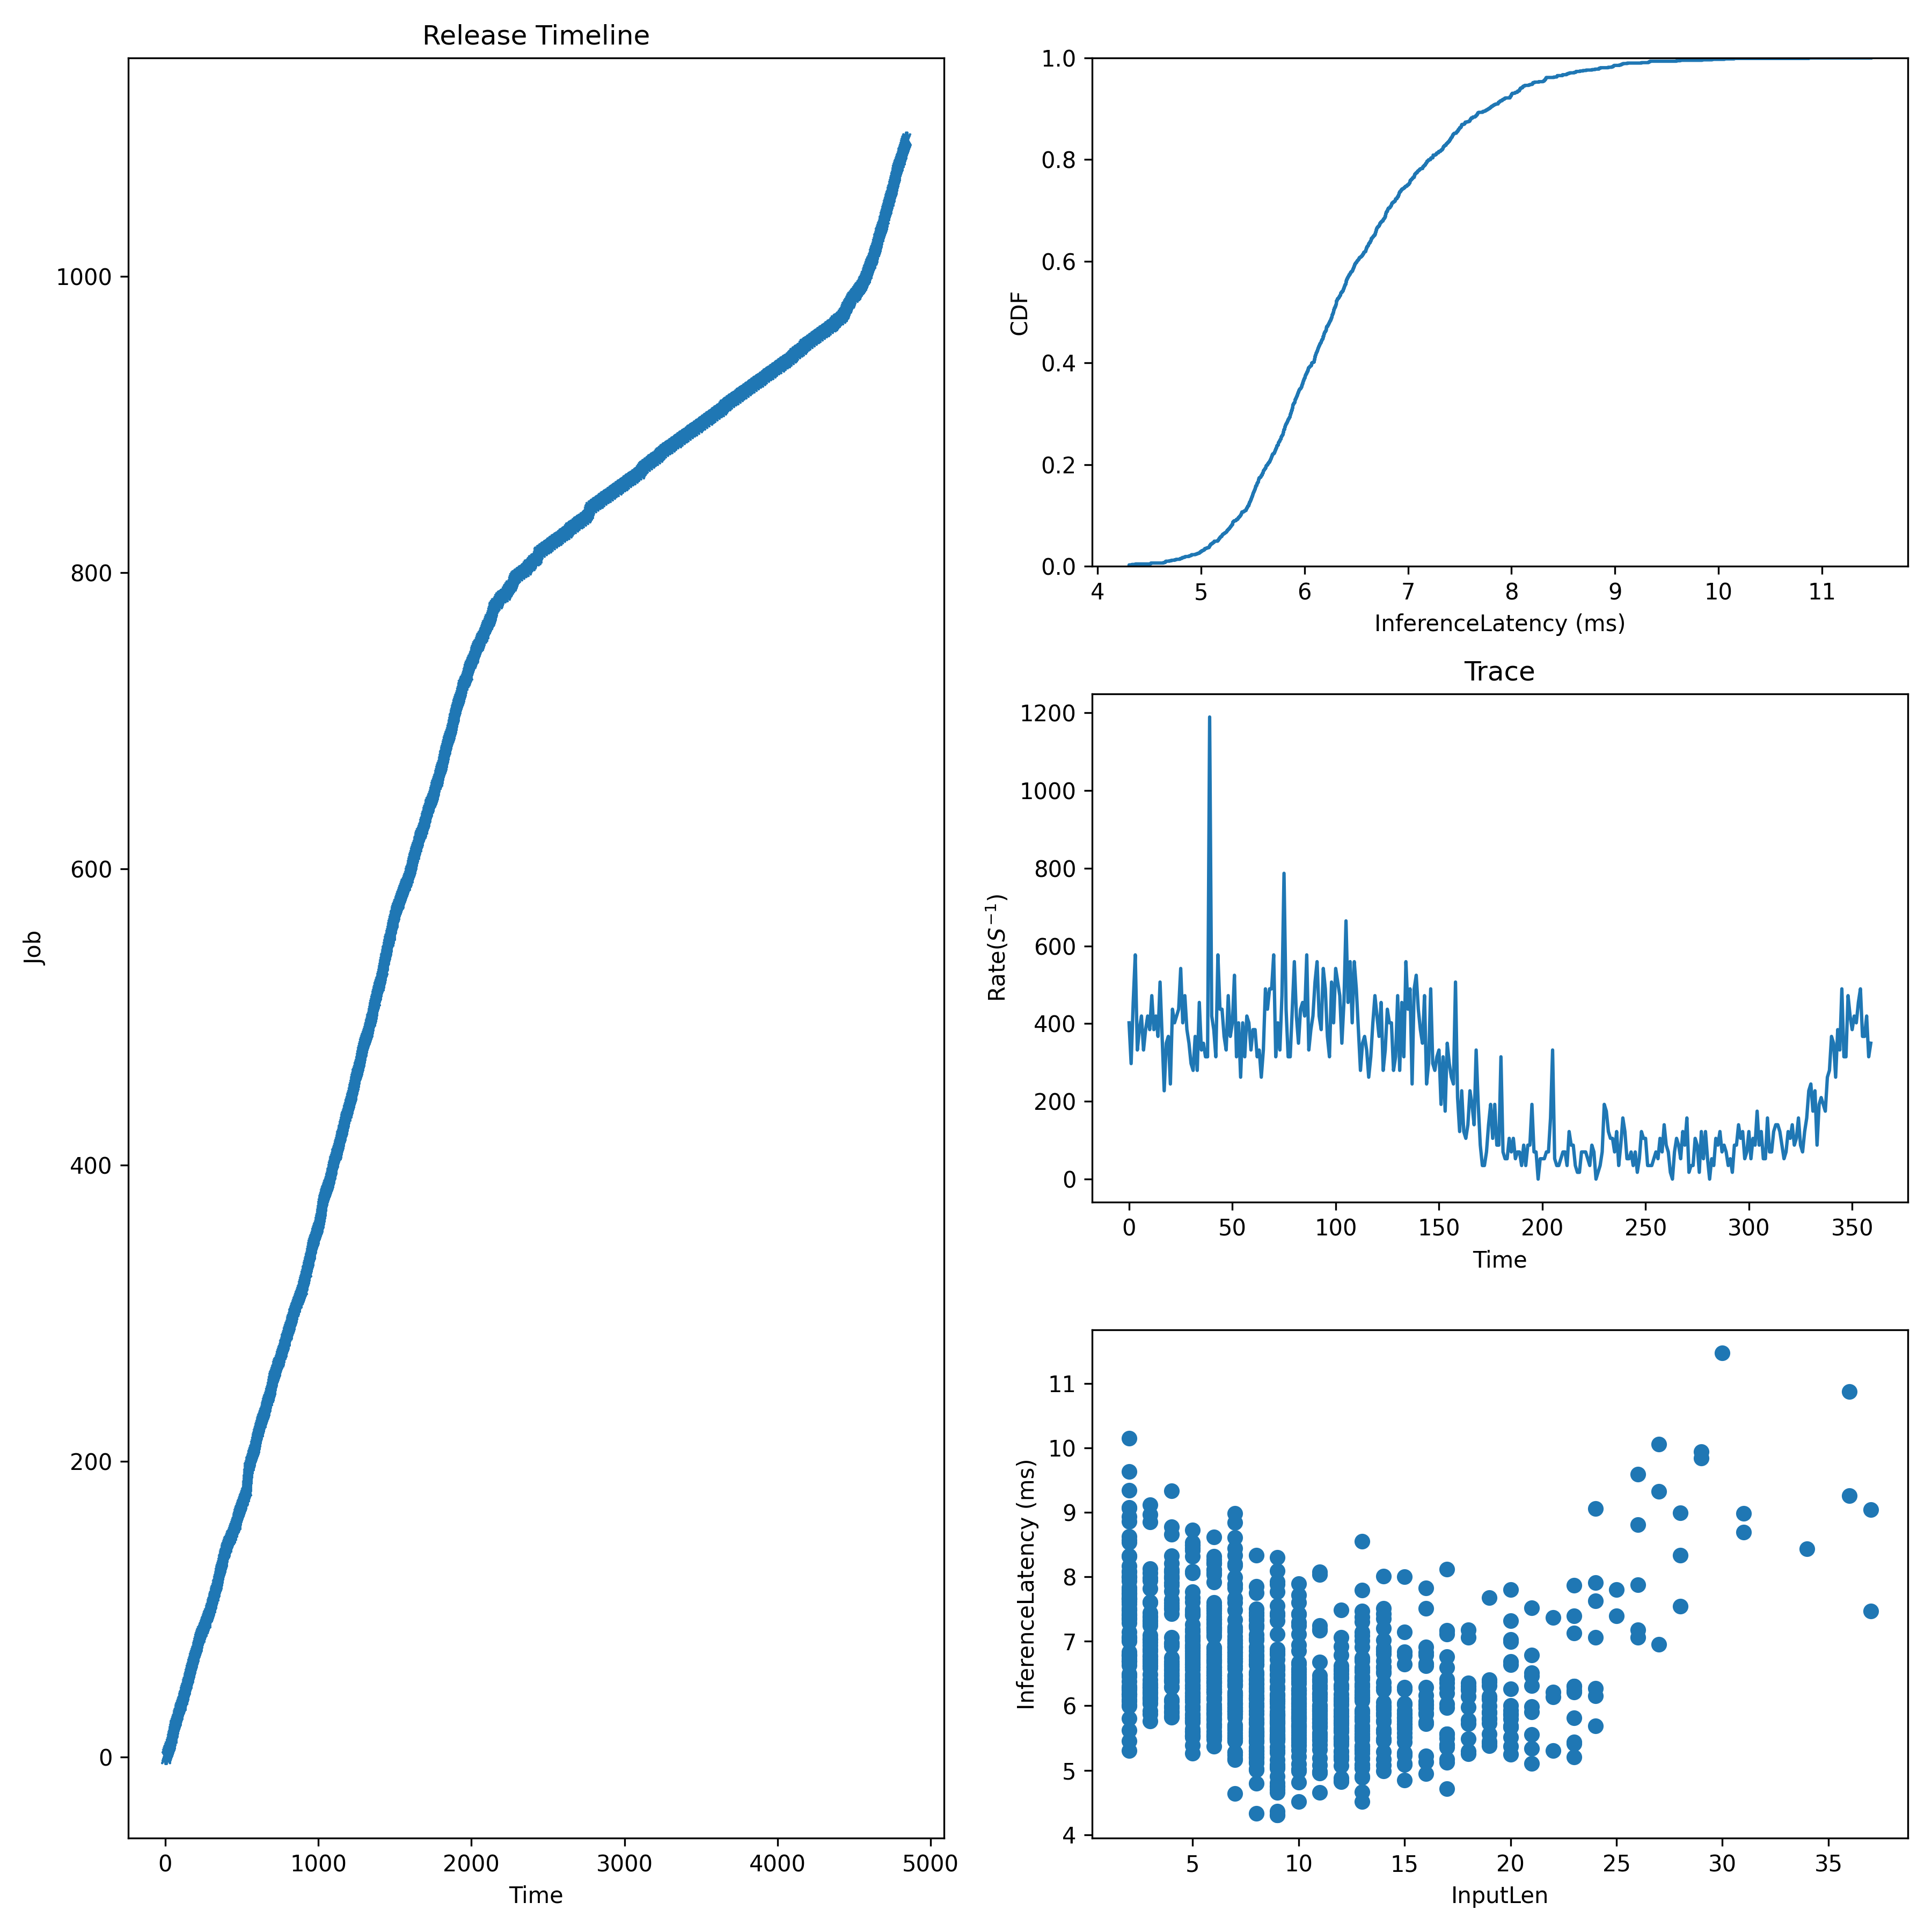 Release Timeline
Job
1000
800
600
400
200
0
0 1000 2000 3000 4000 5000
Time
CDF
1.0
0.8
0.6
0.4
0.2
0.0
4 5 6 7 8 9 10 11
InferenceLatency (ms)
Trace
Rate(S⁻¹)
1200
1000
800
600
400
200
0
0 50 100 150 200 250 300 350
Time
InferenceLatency (ms)
11
10
9
8
7
6
5
4
5 10 15 20 25 30 35
InputLen